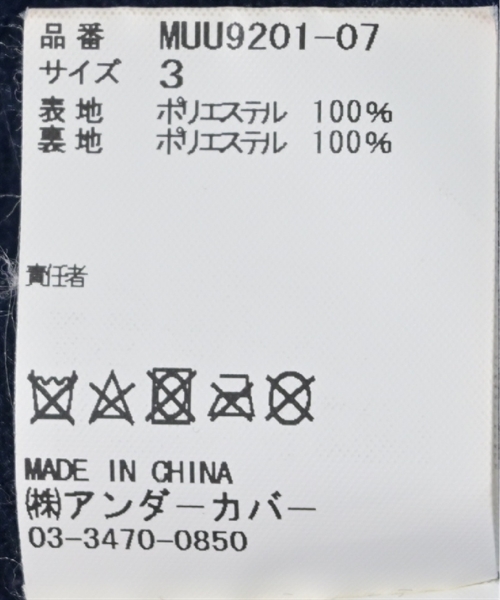 品番 MUU9201-07
サイズ 3
表地 ポリエステル 100%
裏地 ポリエステル 100%
責任者
MADE IN CHINA
㈱アンダーカバー
03-3470-0850